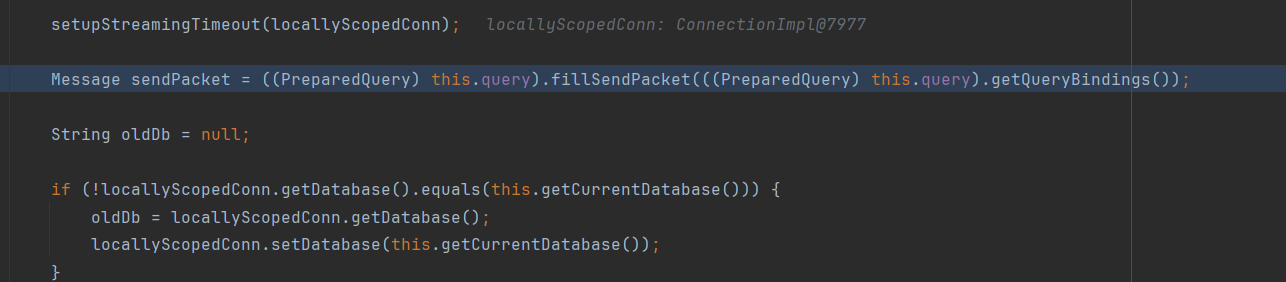 setupStreamingTimeout(locallyScopedConn); locallyScopedConn: ConnectionImpl@7977
Message sendPacket = ((PreparedQuery) this.query).fillSendPacket(((PreparedQuery) this.query).getQueryBindings());
String oldDb = null;
if (!locallyScopedConn.getDatabase().equals(this.getCurrentDatabase())) {
oldDb = locallyScopedConn.getDatabase();
locallyScopedConn.setDatabase(this.getCurrentDatabase());
}